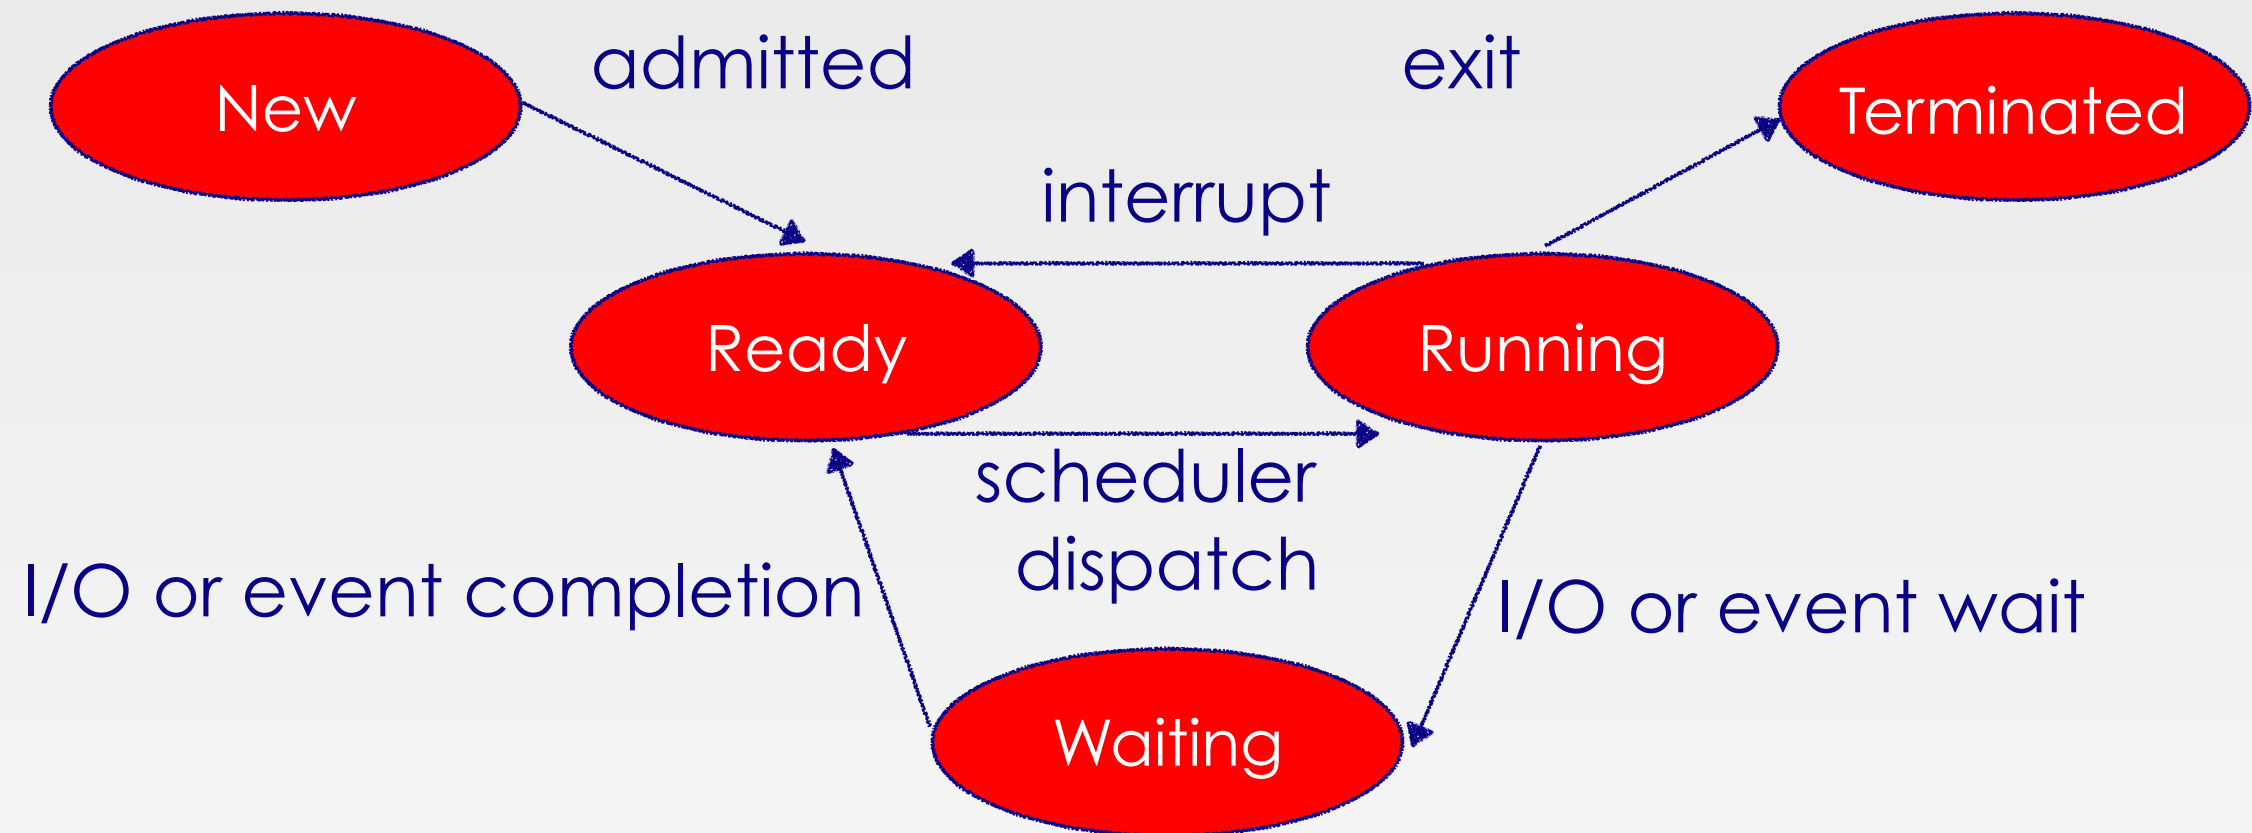 admitted
exit
New
Terminated
interrupt
Ready
Running
scheduler
dispatch
I/O or event completion
I/O or event wait
Waiting